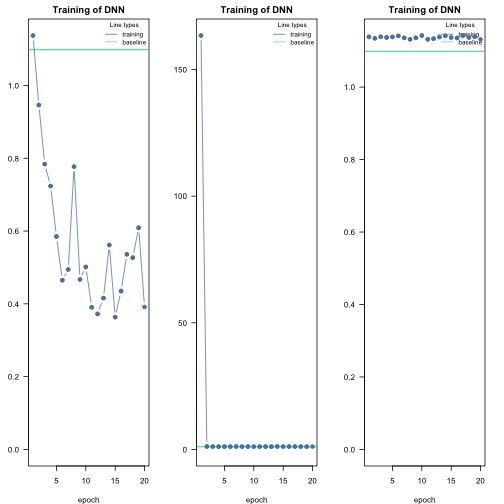 Training of DNN
Line types
training
baseline
1.0
0.8
0.6
0.4
0.2
0.0
5 10 15 20
epoch
Training of DNN
Line types
training
baseline
150
100
50
0
5 10 15 20
epoch
Training of DNN
Line types
training
baseline
1.0
0.8
0.6
0.4
0.2
0.0
5 10 15 20
epoch